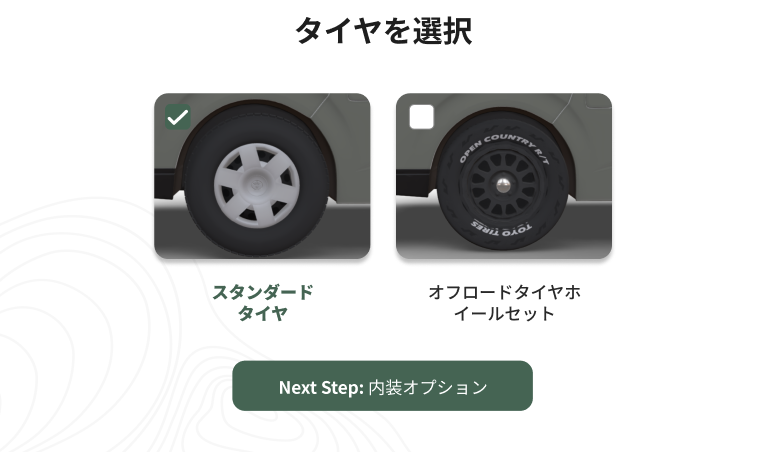 タイヤを選択
OPEN COUNTRY R/T
TOYO TIRES
スタンダード
タイヤ
オフロードタイヤホ
イールセット
Next Step: 内装オプション